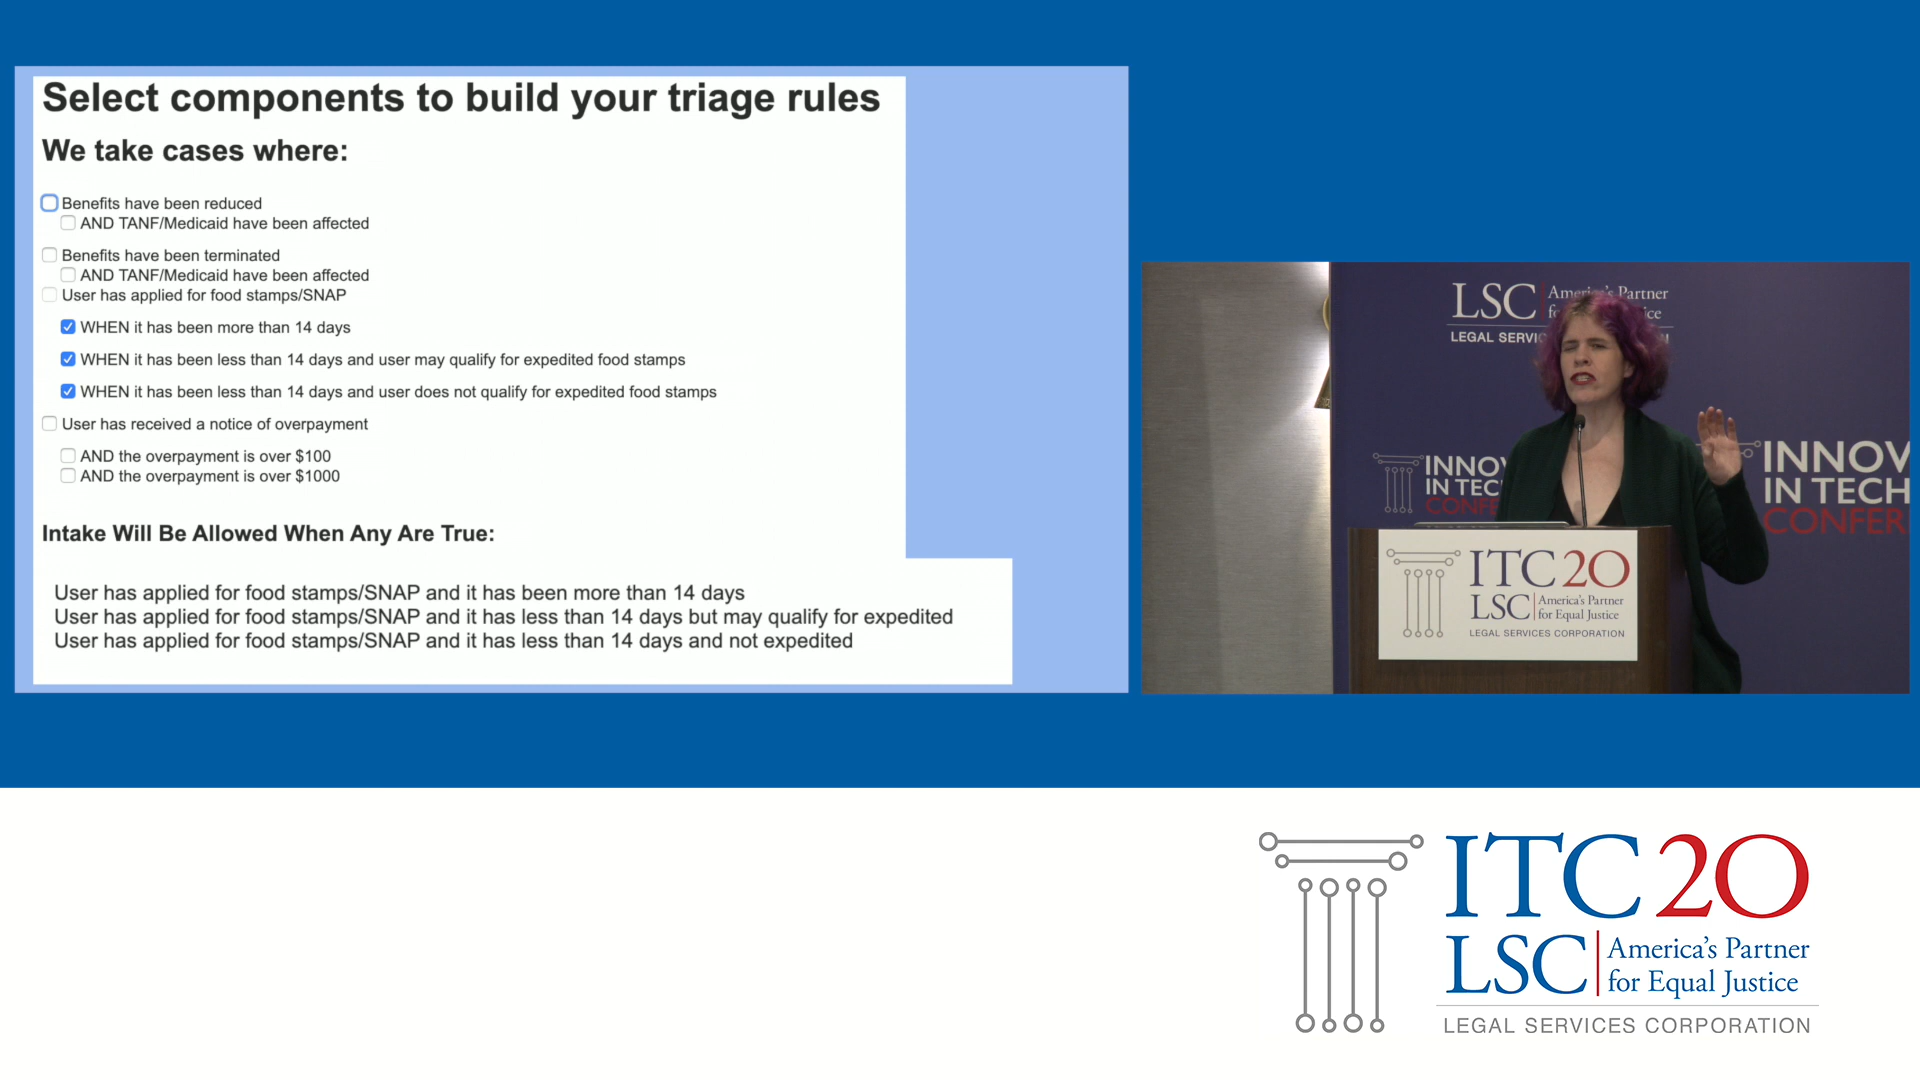 Select components to build your triage rules
We take cases where:
Benefits have been reduced
AND TANF/Medicaid have been affected
Benefits have been terminated
AND TANF/Medicaid have been affected
User has applied for food stamps/SNAP
WHEN it has been more than 14 days
WHEN it has been less than 14 days and user may qualify for expedited food stamps
WHEN it has been less than 14 days and user does not qualify for expedited food stamps
User has received a notice of overpayment
AND the overpayment is over $100
AND the overpayment is over $1000
Intake Will Be Allowed When Any Are True:
User has applied for food stamps/SNAP and it has been more than 14 days
User has applied for food stamps/SNAP and it has less than 14 days but may qualify for expedited
User has applied for food stamps/SNAP and it has less than 14 days and not expedited
LSC America's Partner
LEGAL
IN TECH
ITC 20
LSC America's Partner
for Equal Justice
LEGAL SERVICES CORPORATION
ITC 20
LSC America's Partner
for Equal Justice
LEGAL SERVICES CORPORATION